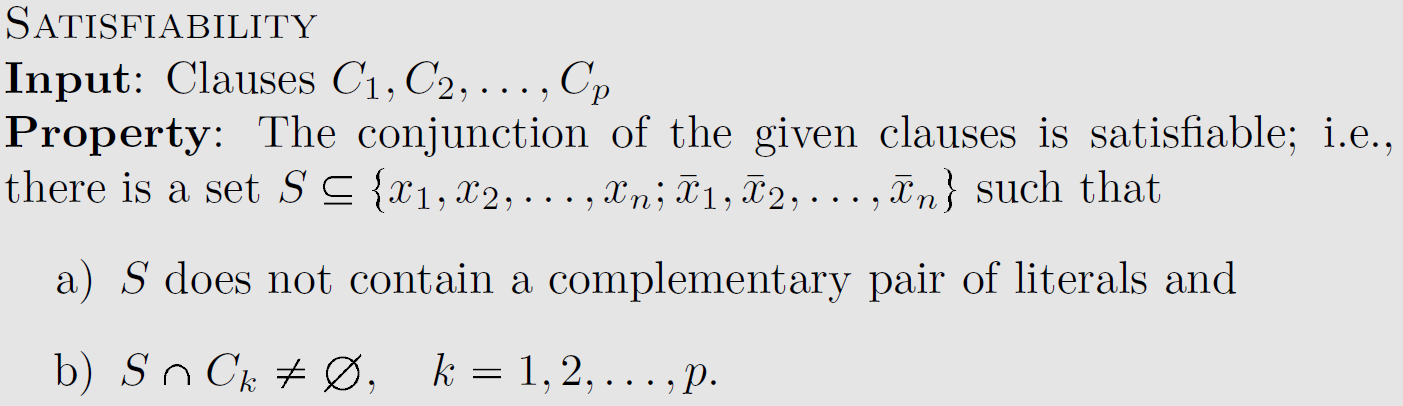 SATISFIABILITY
Input: Clauses C₁, C₂, . . . , Cₚ
Property: The conjunction of the given clauses is satisfiable; i.e.,
there is a set S ⊆ {x₁, x₂, . . . , xₙ; x̄₁, x̄₂, . . . , x̄ₙ} such that
a) S does not contain a complementary pair of literals and
b) S ∩ Cₖ ≠ ∅, k = 1, 2, . . . , p.